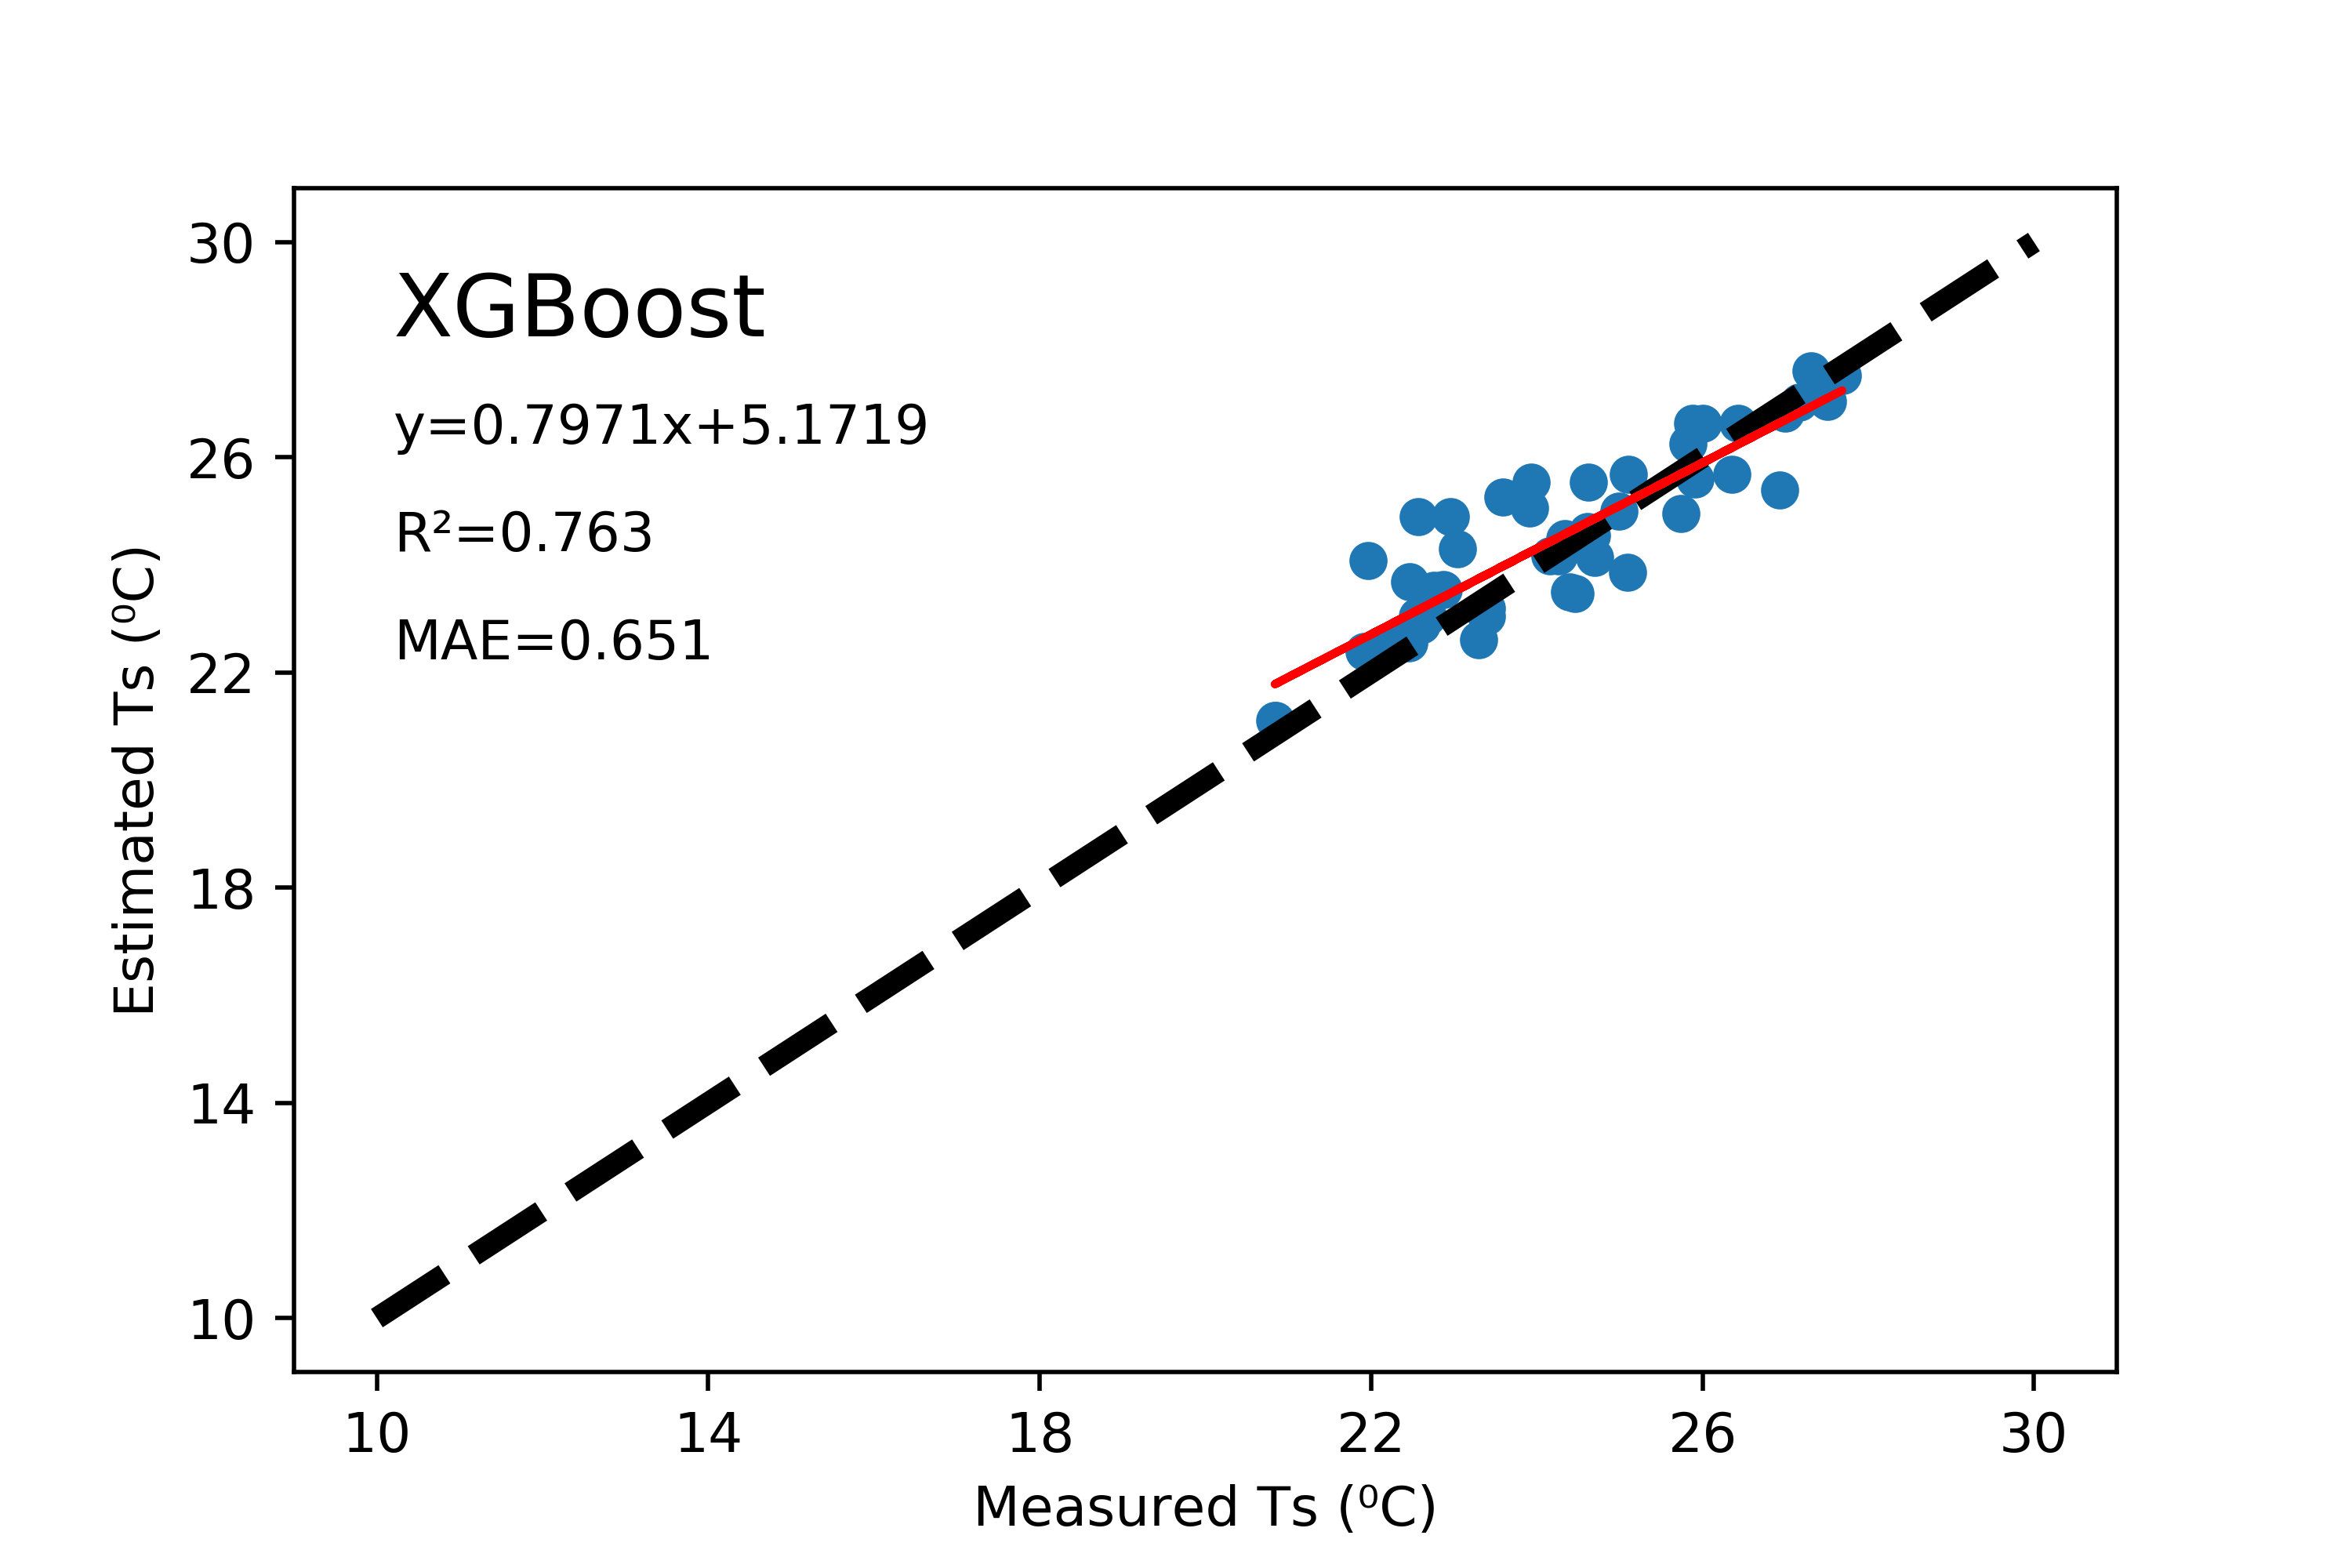 XGBoost
y=0.7971x+5.1719
R²=0.763
MAE=0.651
Estimated Ts (⁰C)
30
26
22
18
14
10
10 14 18 22 26 30
Measured Ts (⁰C)